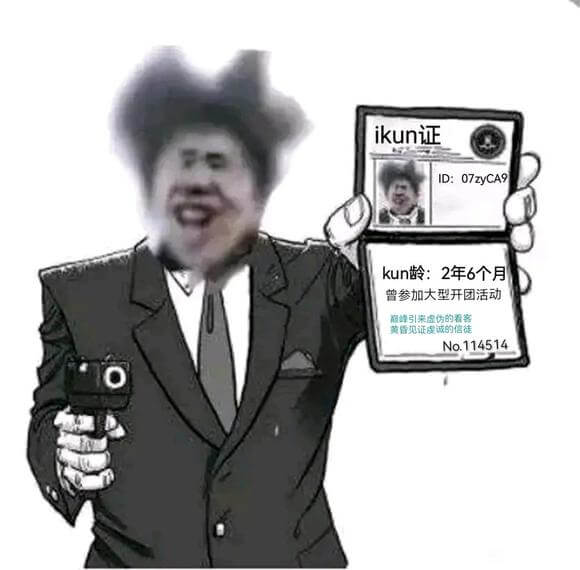 ikun证
ID: 07zyCA9
kun龄：2年6个月
曾参加大型开团活动
巅峰引来虚伪的看客
黄昏见证虔诚的信徒
No.114514